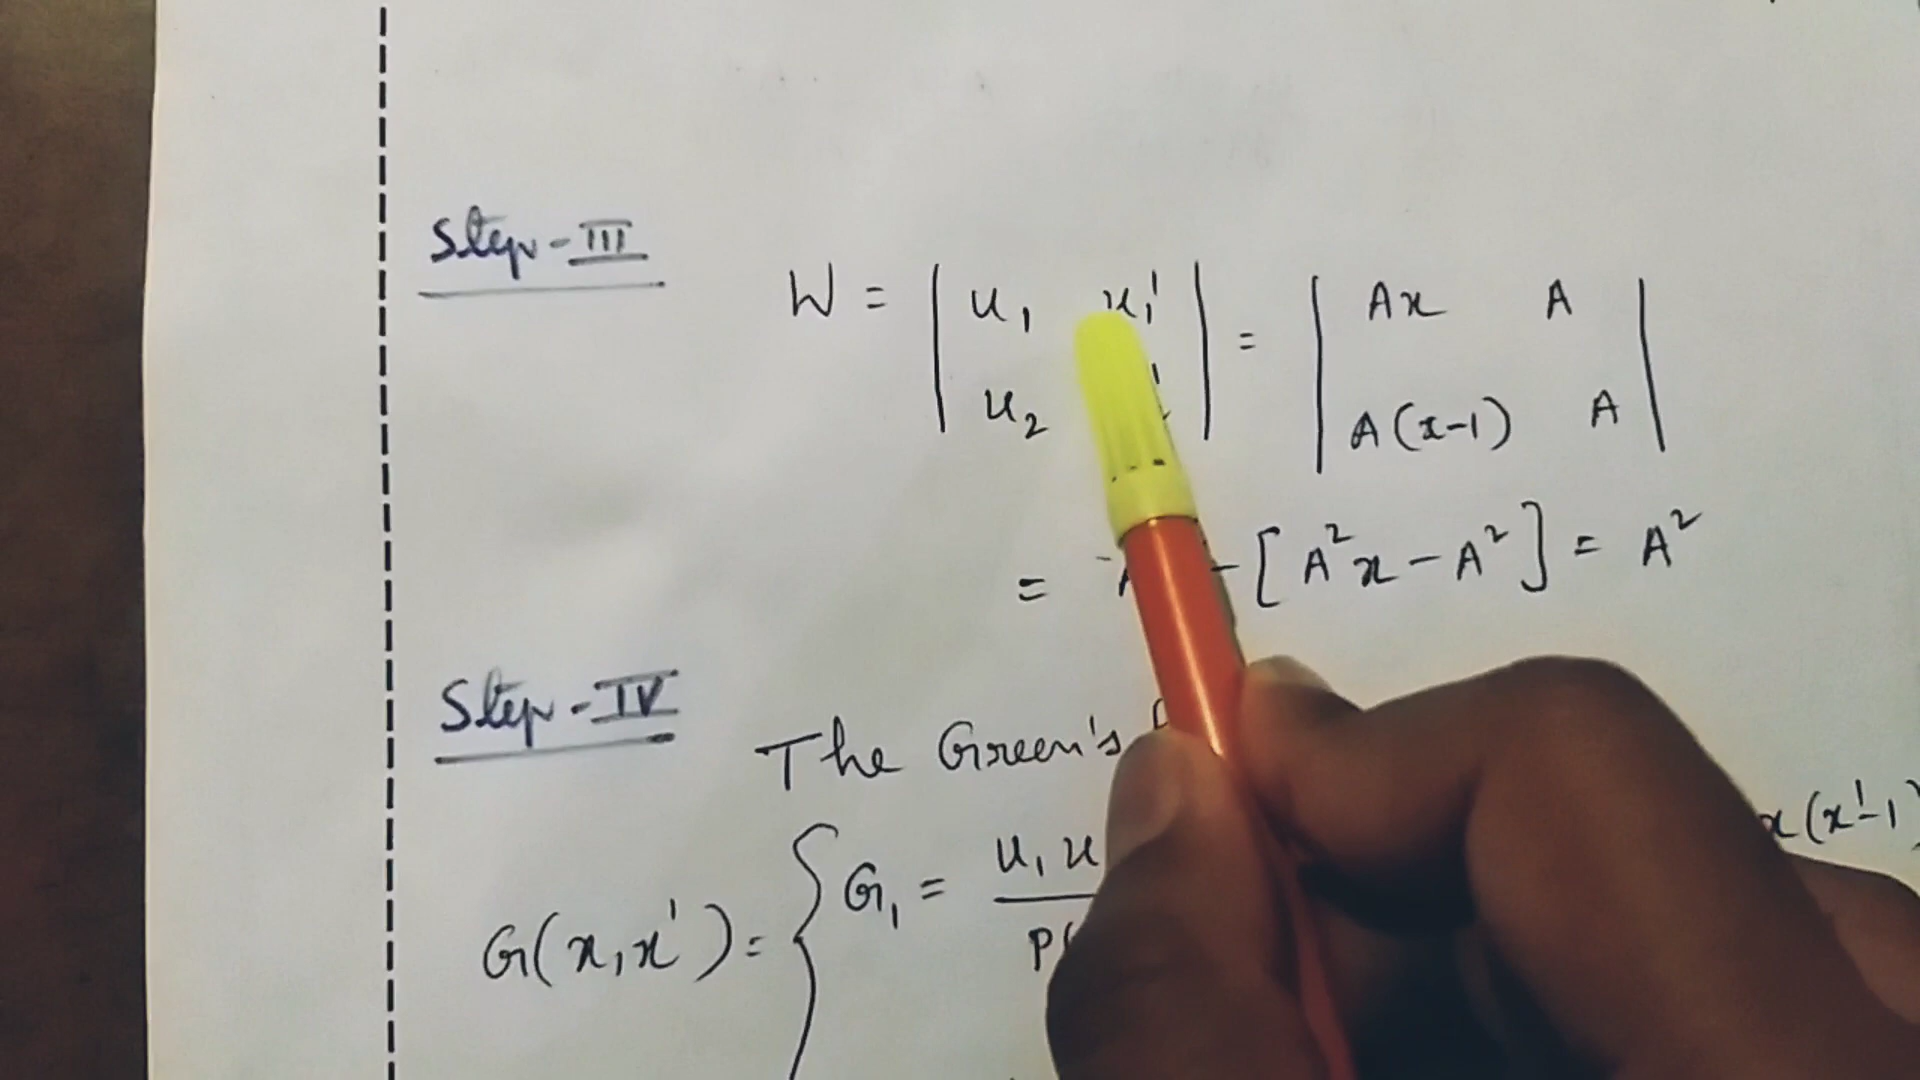 Step-III
W = | u₁ u₁' | = | Ax A |
| u₂ | | A(x-1) A |
= - [A²x - A²] = A²
Step-IV
The Green's
G(x,x') = { G₁ = u₁ u x(x'-1)
P(